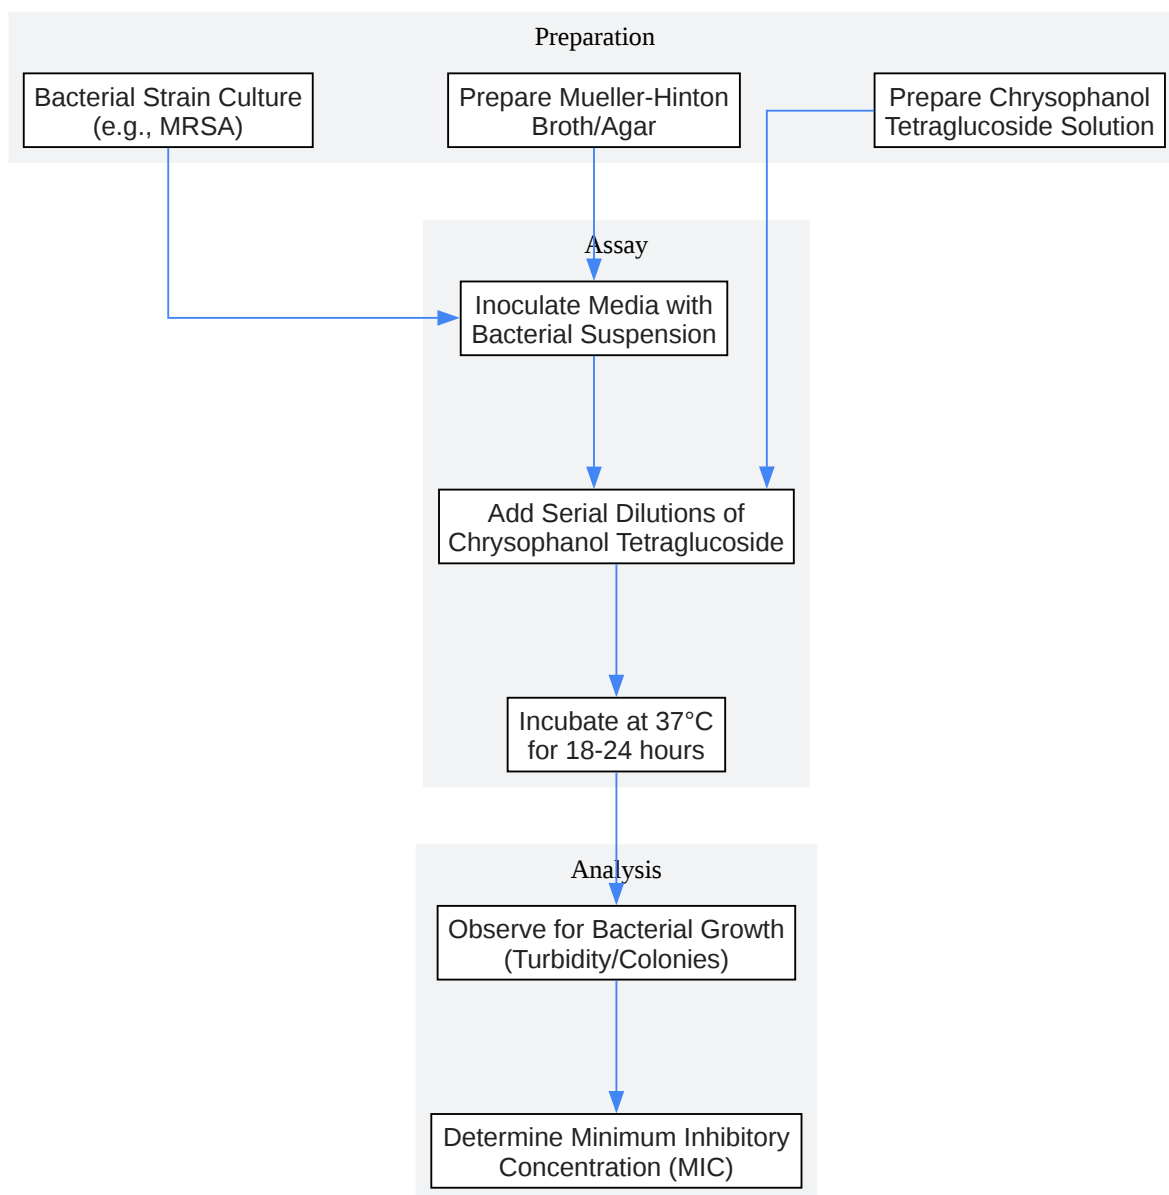 Preparation
Bacterial Strain Culture
(e.g., MRSA)
Prepare Mueller-Hinton
Broth/Agar
Prepare Chrysophanol
Tetraglucoside Solution
Assay
Inoculate Media with
Bacterial Suspension
Add Serial Dilutions of
Chrysophanol Tetraglucoside
Incubate at 37°C
for 18-24 hours
Analysis
Observe for Bacterial Growth
(Turbidity/Colonies)
Determine Minimum Inhibitory
Concentration (MIC)